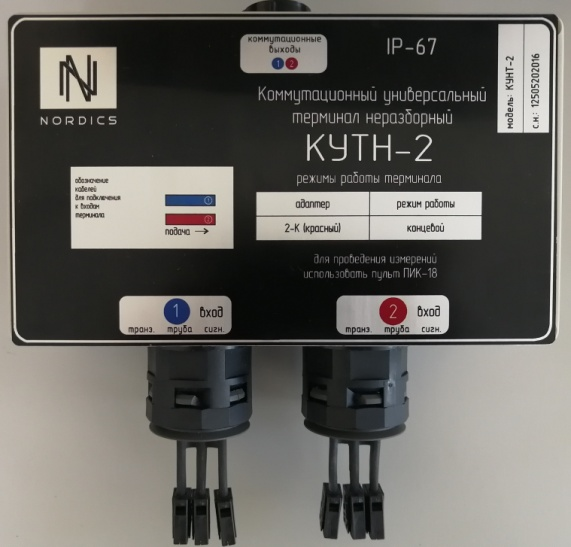 коммутационные
выходы
1 2
IP-67
NORDICS
Коммутационный универсальный
терминал неразборный
КУТН-2
режимы работы терминала
модель: КУНТ-2
с.н.: 12505202016
обозначение
кабелей
для подключения
к входам
терминала
1
2
подача →
адаптер режим работы
2-К (красный) концевой
для проведения измерений
использовать пульт ПИК-18
1 вход
транз. труба сигн.
2 вход
транз. труба сигн.